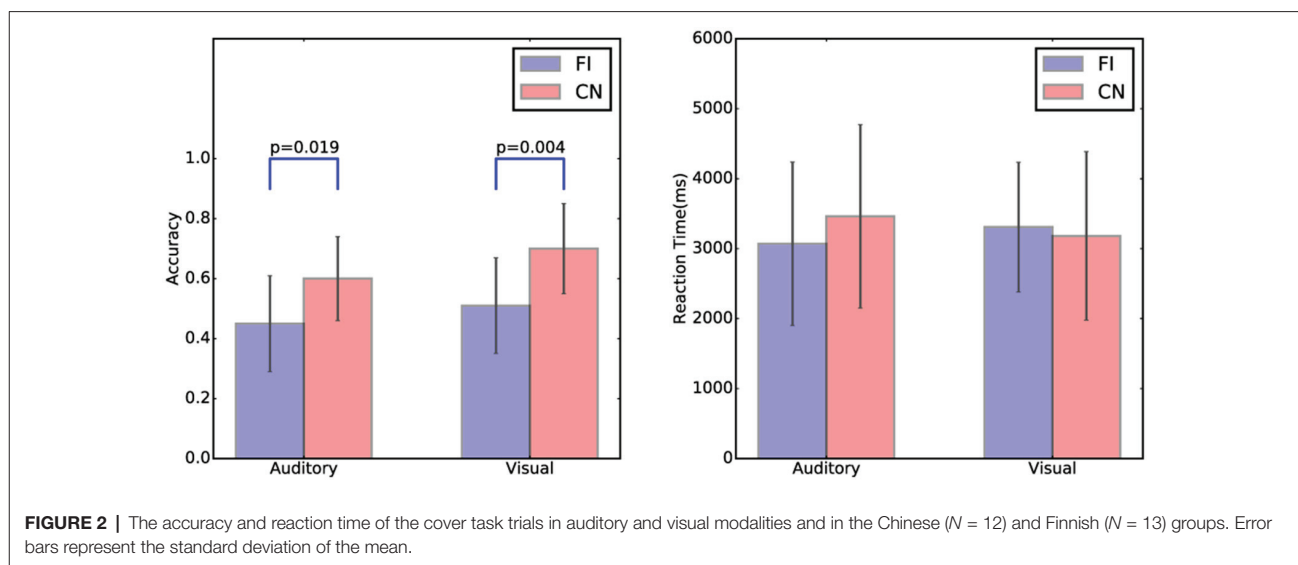 FI
CN
p=0.019
p=0.004
1.0
0.8
0.6
0.4
0.2
0.0
Accuracy
Auditory
Visual
FI
CN
6000
5000
4000
3000
2000
1000
0
Reaction Time(ms)
Auditory
Visual
FIGURE 2 | The accuracy and reaction time of the cover task trials in auditory and visual modalities and in the Chinese (N = 12) and Finnish (N = 13) groups. Error
bars represent the standard deviation of the mean.